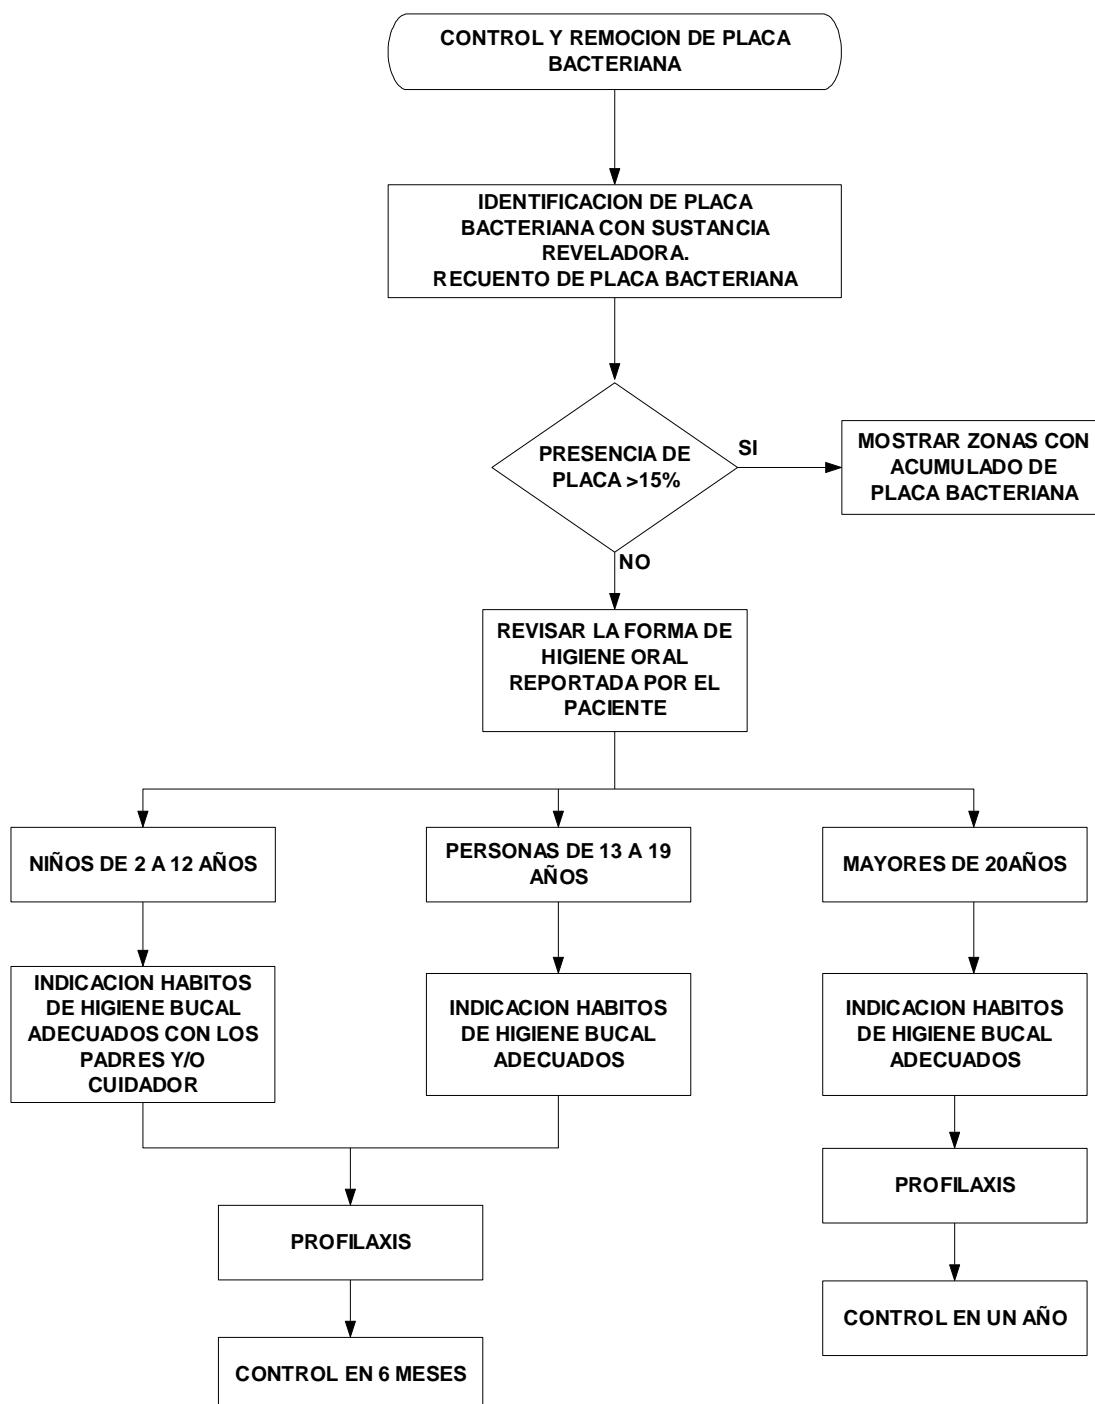 CONTROL Y REMOCION DE PLACA
BACTERIANA
IDENTIFICACION DE PLACA
BACTERIANA CON SUSTANCIA
REVELADORA.
RECUENTO DE PLACA BACTERIANA
PRESENCIA DE
PLACA >15%
SI
MOSTRAR ZONAS CON
ACUMULADO DE
PLACA BACTERIANA
NO
REVISAR LA FORMA DE
HIGIENE ORAL
REPORTADA POR EL
PACIENTE
NIÑOS DE 2 A 12 AÑOS
PERSONAS DE 13 A 19
AÑOS
MAYORES DE 20AÑOS
INDICACION HABITOS
DE HIGIENE BUCAL
ADECUADOS CON LOS
PADRES Y/O
CUIDADOR
INDICACION HABITOS
DE HIGIENE BUCAL
ADECUADOS
INDICACION HABITOS
DE HIGIENE BUCAL
ADECUADOS
PROFILAXIS
PROFILAXIS
CONTROL EN 6 MESES
CONTROL EN UN AÑO